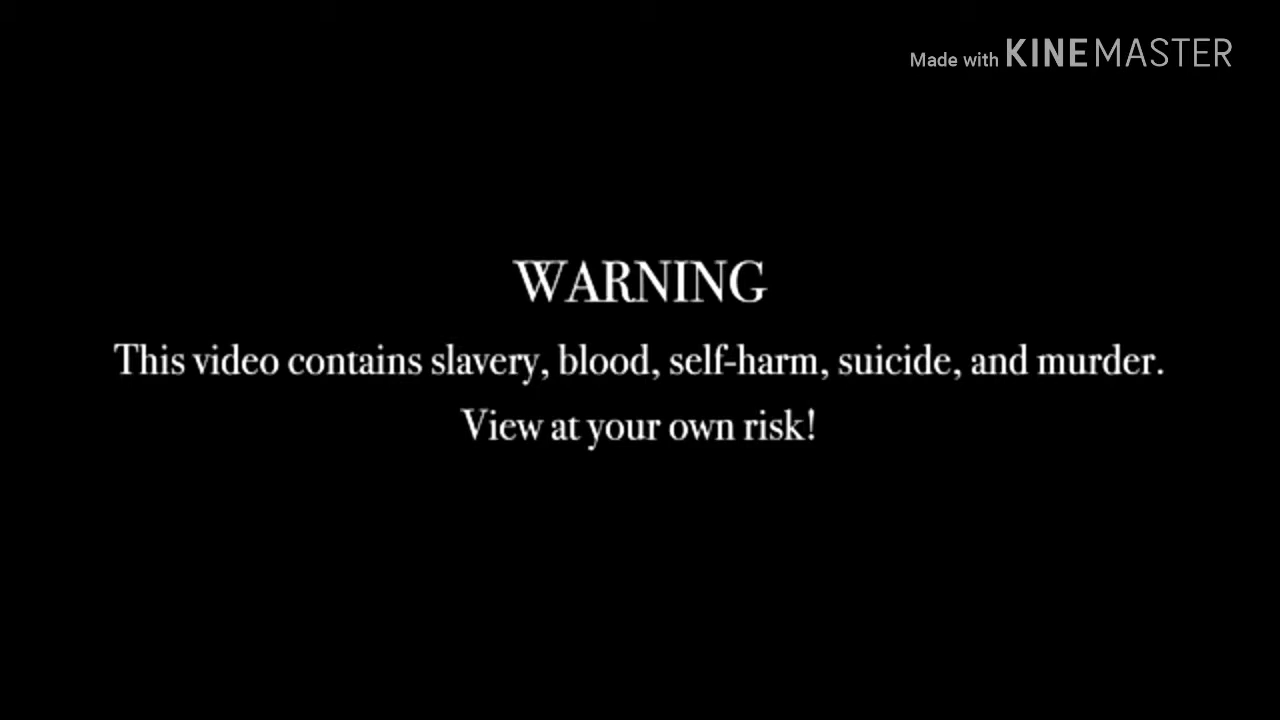 Made with KINEMASTER
WARNING
This video contains slavery, blood, self-harm, suicide, and murder.
View at your own risk!